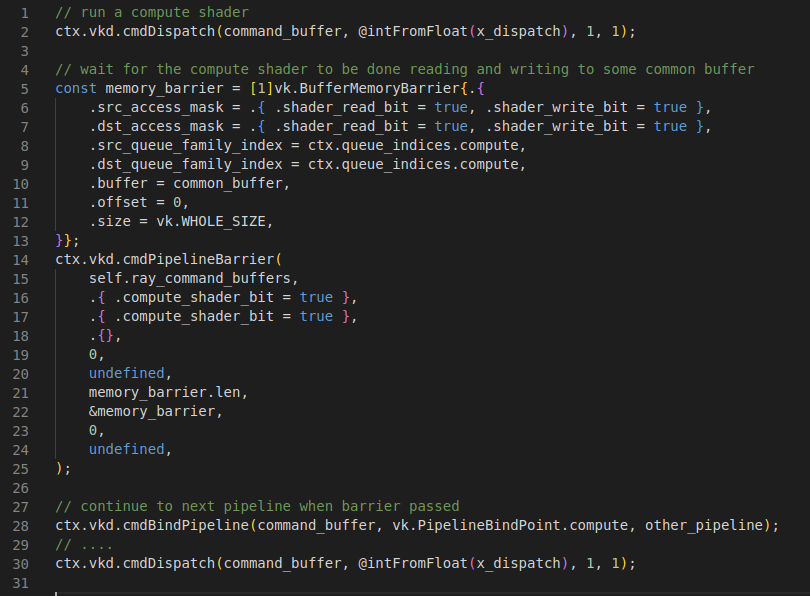 1 // run a compute shader
2 ctx.vkd.cmdDispatch(command_buffer, @intFromFloat(x_dispatch), 1, 1);
3
4 // wait for the compute shader to be done reading and writing to some common buffer
5 const memory_barrier = [1]vk.BufferMemoryBarrier{.{
6     .src_access_mask = .{ .shader_read_bit = true, .shader_write_bit = true },
7     .dst_access_mask = .{ .shader_read_bit = true, .shader_write_bit = true },
8     .src_queue_family_index = ctx.queue_indices.compute,
9     .dst_queue_family_index = ctx.queue_indices.compute,
10     .buffer = common_buffer,
11     .offset = 0,
12     .size = vk.WHOLE_SIZE,
13 }};
14 ctx.vkd.cmdPipelineBarrier(
15     self.ray_command_buffers,
16     .{ .compute_shader_bit = true },
17     .{ .compute_shader_bit = true },
18     .{},
19     0,
20     undefined,
21     memory_barrier.len,
22     &memory_barrier,
23     0,
24     undefined,
25 );
26
27 // continue to next pipeline when barrier passed
28 ctx.vkd.cmdBindPipeline(command_buffer, vk.PipelineBindPoint.compute, other_pipeline);
29 // ....
30 ctx.vkd.cmdDispatch(command_buffer, @intFromFloat(x_dispatch), 1, 1);
31